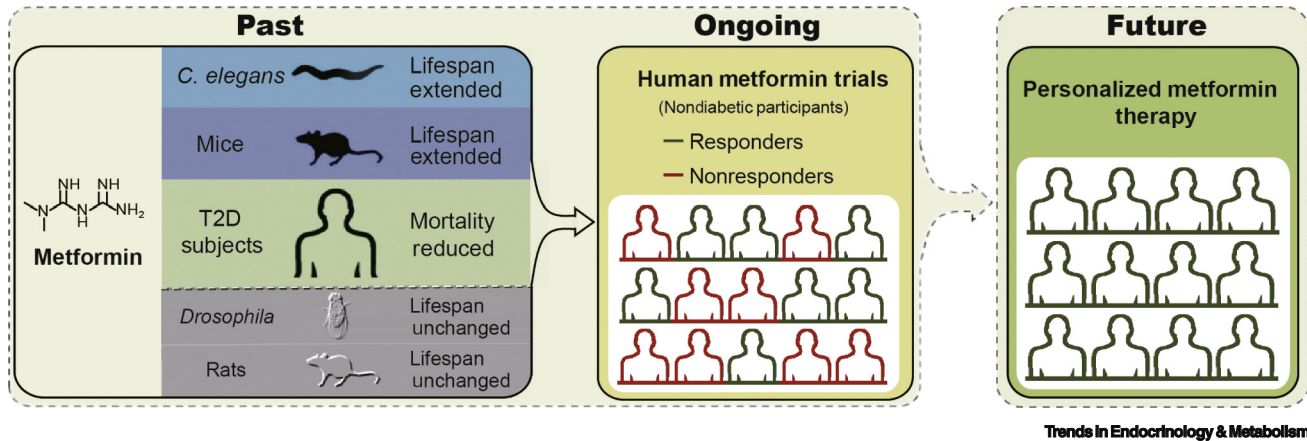 Past
Ongoing
Future
C. elegans
Lifespan
extended
Mice
Lifespan
extended
T2D
subjects
Mortality
reduced
Drosophila
Lifespan
unchanged
Rats
Lifespan
unchanged
NH
NH
N
N
H
NH2
Metformin
Human metformin trials
(Nondiabetic participants)
Responders
Nonresponders
Personalized metformin
therapy
Trends in Endocrinology & Metabolism